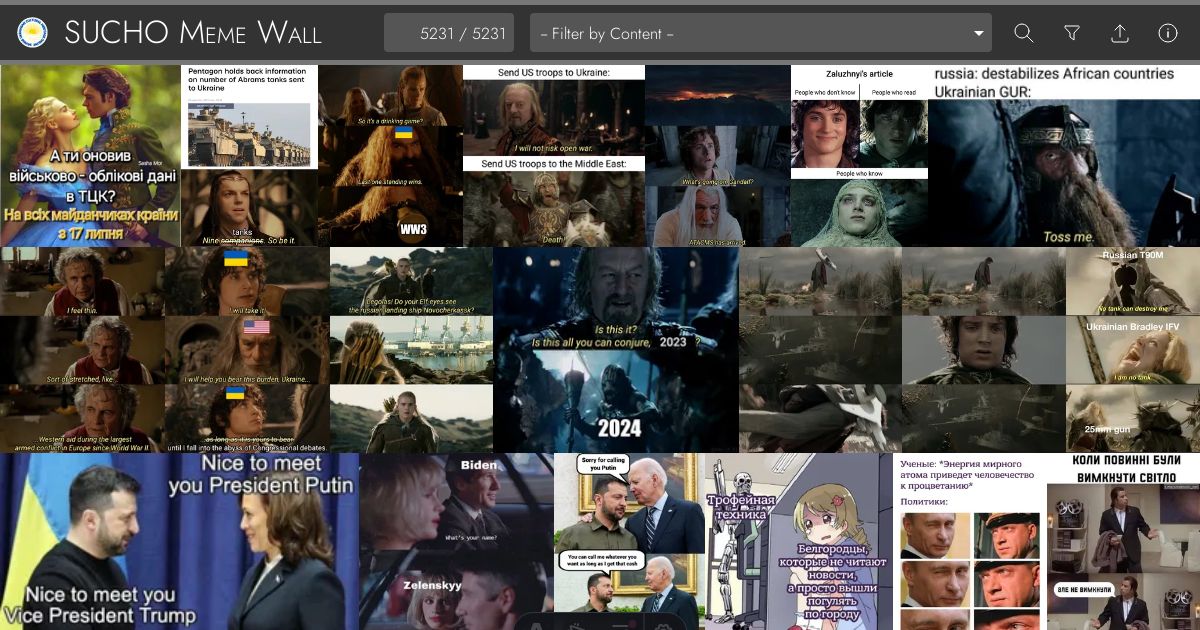 SUCHO Meme Wall
5231 / 5231
– Filter by Content –
А ти оновив
Sasha Mor
військово - облікові дані
в ТЦК?
На всіх майданчиках країни
з 17 липня
Pentagon holds back information
on number of Abrams tanks sent
to Ukraine
tanks
Nine companions. So be it.
So it's a drinking game?
Last one standing wins.
WW3
Send US troops to Ukraine:
I will not risk open war.
Send US troops to the Middle East:
Death!
What's going on Gandalf?
ATACMS has arrived.
Zaluzhnyi's article
People who don't know
People who read
People who know
russia: destabilizes African countries
Ukrainian GUR:
Toss me.
I feel thin.
Sort of stretched, like...
...Western aid during the largest
armed conflict in Europe since World War II.
I will take it!
I will help you bear this burden, Ukraine...
...as long as it is yours to bear
until I fall into the abyss of Congressional debates.
Legolas! Do your Elf eyes see
the russian landing ship Novocherkassk?
Is this it?
Is this all you can conjure, 2023 ?
2024
Russian T90M
No tank can destroy me.
Ukrainian Bradley IFV
I am no tank.
25mm gun
Nice to meet
you President Putin
Nice to meet you
Vice President Trump
Biden
What's your name?
Zelenskyy
Sorry for calling
you Putin
You can call me whatever you
want as long as I get that cash
Трофейная
техника
Белгородцы,
которые не читают
новости,
а просто вышли
погулять
по городу
Ученые: *Энергия мирного
атома приведет человечество
к процветанию*
Политики:
КОЛИ ПОВИННІ БУЛИ
ВИМКНУТИ СВІТЛО
АЛЕ НЕ ВИМКНУЛИ